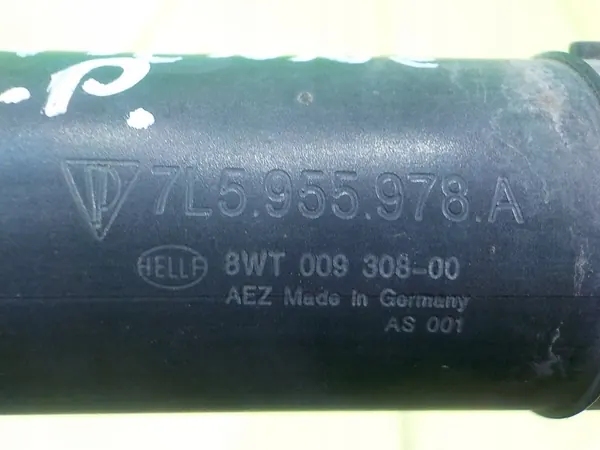 .P.
7L5.955.978.A
HELLA
8WT 009 308-00
AEZ Made in Germany
AS 001